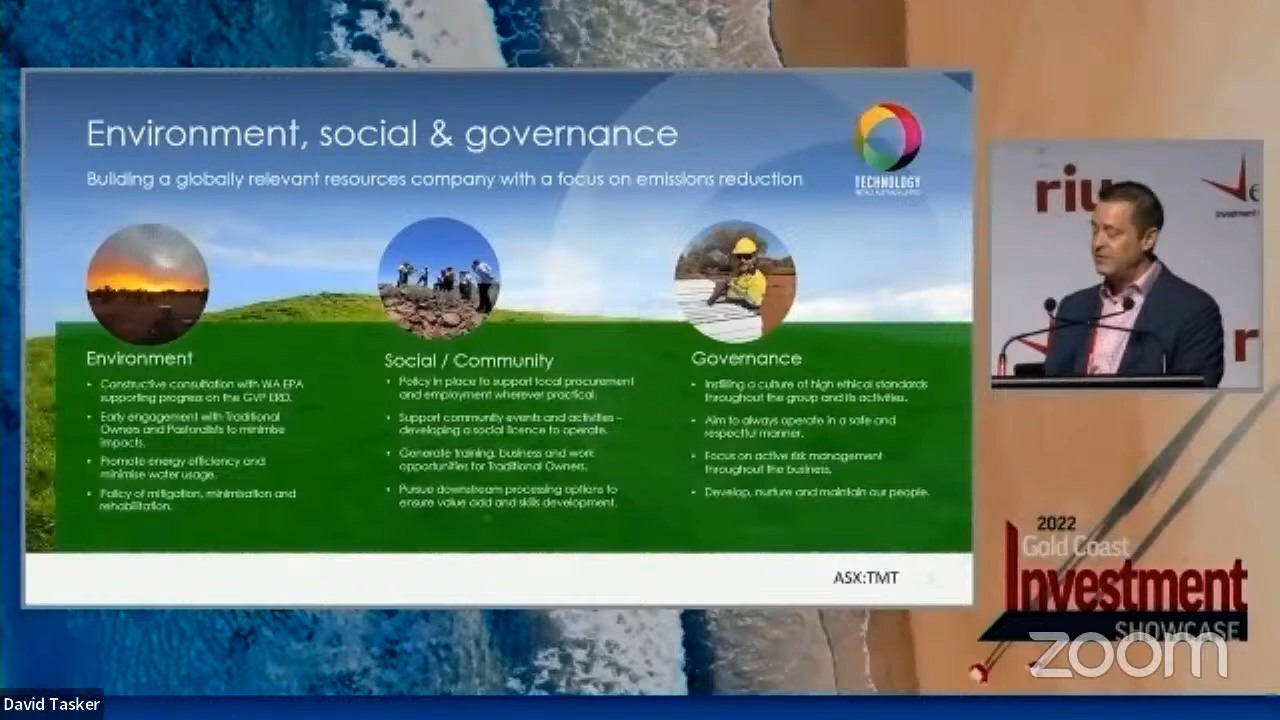 Environment, social & governance
Building a globally relevant resources company with a focus on emissions reduction
TECHNOLOGY
Environment
• Constructive consultation with WA EPA
supporting progress on the GVP ERD.
• Early engagement with Traditional
Owners and Pastoralists to minimise
impacts.
• Promote energy efficiency and
minimise water usage.
• Policy of mitigation, minimisation and
rehabilitation.
Social / Community
• Policy in place to support local procurement
and employment wherever practical.
• Support community events and activities –
developing a social licence to operate.
• Generate training, business and work
opportunities for Traditional Owners.
• Pursue downstream processing options to
ensure value add and skills development.
Governance
• Instilling a culture of high ethical standards
throughout the group and its activities.
• Aim to always operate in a safe and
respectful manner.
• Focus on active risk management
throughout the business.
• Develop, nurture and maintain our people.
ASX:TMT
riu
2022
Gold Coast
Investment
SHOWCASE
zoom
David Tasker